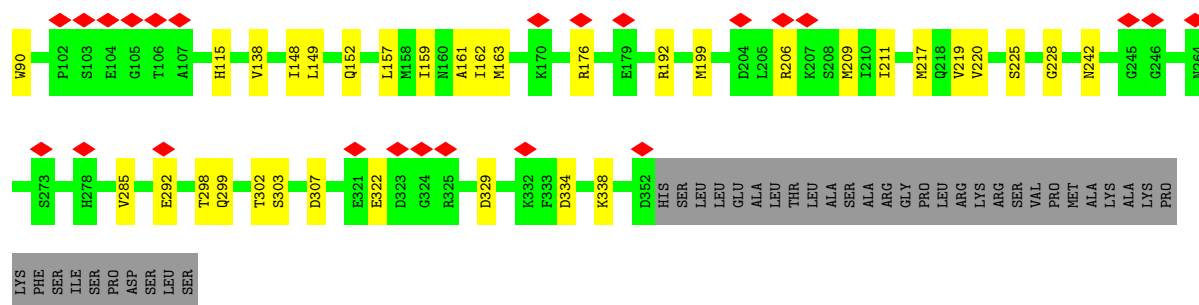 W90 P102 S103 E104 G105 T106 A107 H115 V138 I148 L149 Q152 L157 M158 I159 N160 A161 I162 M163 K170 R176 E179 R192 M199 D204 L205 R206 K207 S208 M209 I210 I211 M217 Q218 V219 V220 S225 G228 N242 G245 G246 N264
S273 H278 V285 E292 T298 Q299 T302 S303 D307 E321 E322 D323 G324 R325 D329 K332 F333 D334 K338 D352 HIS SER LEU LEU GLU ALA LEU THR LEU ALA SER ALA ARG GLY PRO LEU ARG LYS ARG SER VAL PRO MET ALA LYS ALA LYS PRO
LYS PHE SER ILE SER PRO ASP SER LEU SER